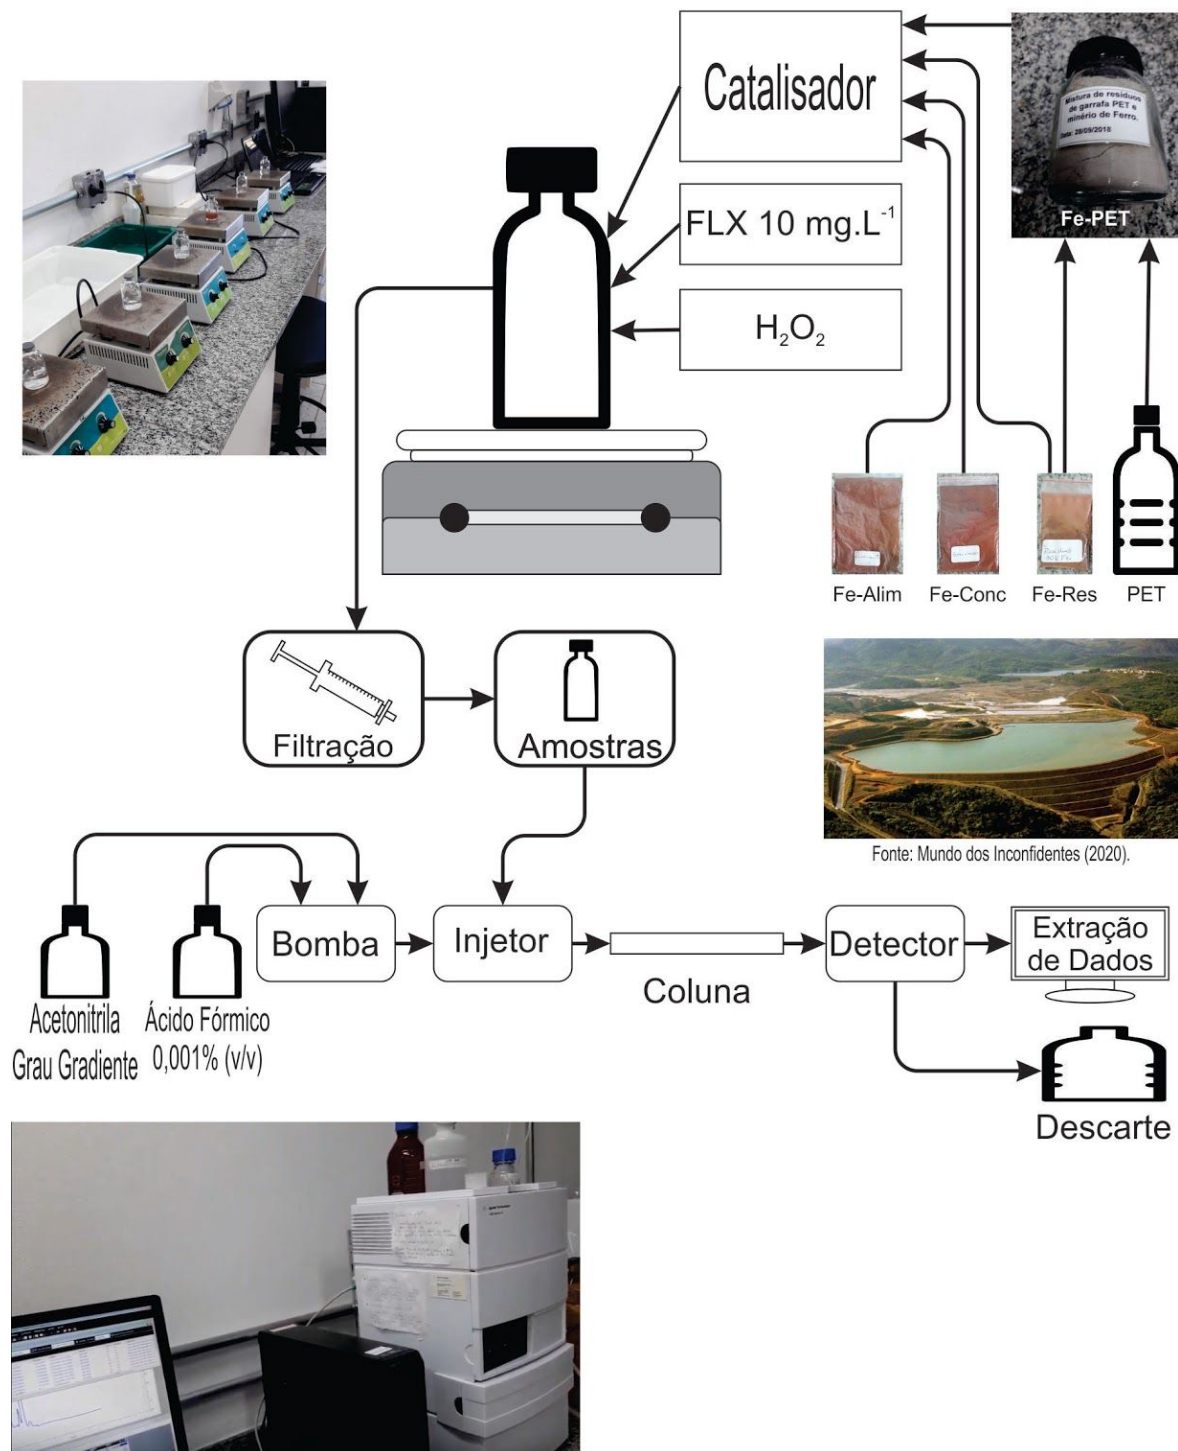 Catalisador
FLX 10 mg.L⁻¹
H₂O₂
Mistura de resíduos
de garrafa PET e
minério de Ferro.
Data: 28/09/2018
Fe-PET
Fe-Alim
Fe-Conc
Fe-Res
PET
Filtração
Amostras
Fonte: Mundo dos Inconfidentes (2020).
Bomba
Injetor
Coluna
Detector
Extração
de Dados
Acetonitrila
Grau Gradiente
Ácido Fórmico
0,001% (v/v)
Descarte